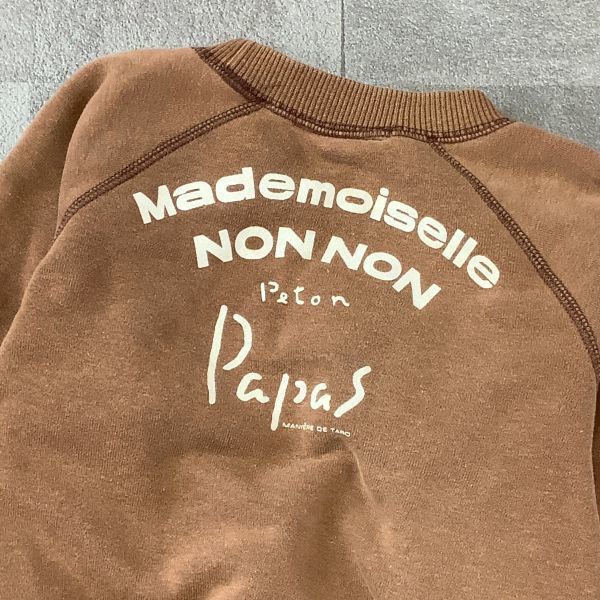 Mademoiselle
NON NON
Peton
Papas
MANIÈRE DE TARO